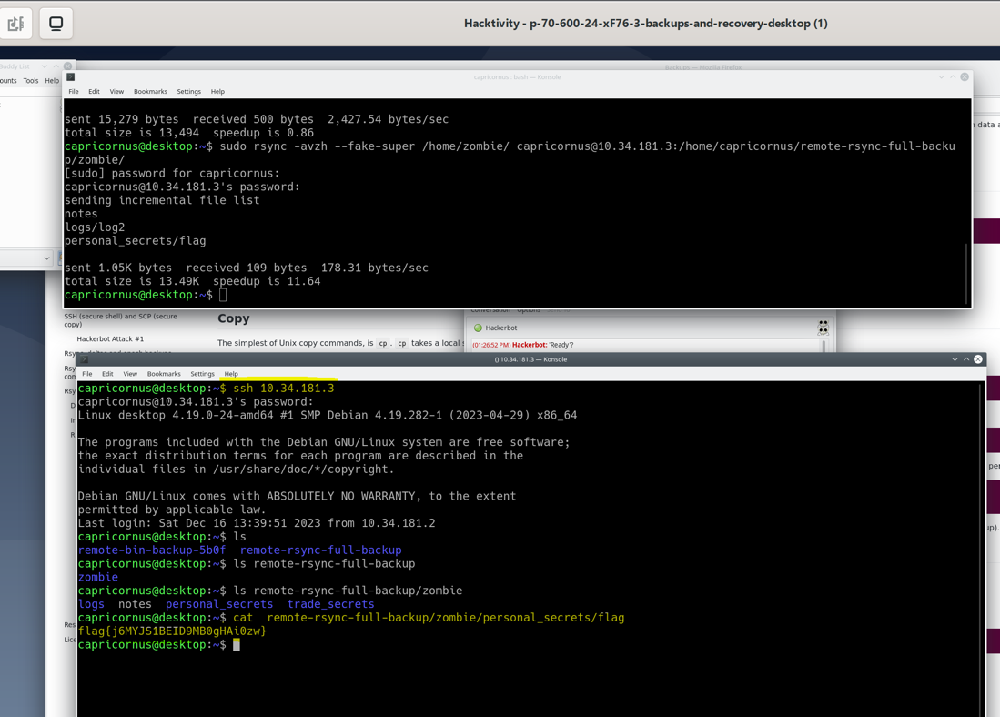 Hacktivity - p-70-600-24-xF76-3-backups-and-recovery-desktop (1)
Buddy List
Backups — Mozilla Firefox
ounts Tools Help
capricornus : bash — Konsole
File Edit View Bookmarks Settings Help
sent 15,279 bytes  received 500 bytes  2,427.54 bytes/sec
total size is 13,494  speedup is 0.86
capricornus@desktop:~$ sudo rsync -avzh --fake-super /home/zombie/ capricornus@10.34.181.3:/home/capricornus/remote-rsync-full-backu
p/zombie/
[sudo] password for capricornus:
capricornus@10.34.181.3's password:
sending incremental file list
notes
logs/log2
personal_secrets/flag
sent 1.05K bytes  received 109 bytes  178.31 bytes/sec
total size is 13.49K  speedup is 11.64
capricornus@desktop:~$
n data a
SSH (secure shell) and SCP (secure
copy)
Hackerbot Attack #1
Copy
The simplest of Unix copy commands, is cp . cp takes a local s
Conversation Options
Hackerbot
(01:26:52 PM) Hackerbot: 'Ready'?
() 10.34.181.3 — Konsole
File Edit View Bookmarks Settings Help
capricornus@desktop:~$ ssh 10.34.181.3
capricornus@10.34.181.3's password:
Linux desktop 4.19.0-24-amd64 #1 SMP Debian 4.19.282-1 (2023-04-29) x86_64
The programs included with the Debian GNU/Linux system are free software;
the exact distribution terms for each program are described in the
individual files in /usr/share/doc/*/copyright.
Debian GNU/Linux comes with ABSOLUTELY NO WARRANTY, to the extent
permitted by applicable law.
Last login: Sat Dec 16 13:39:51 2023 from 10.34.181.2
capricornus@desktop:~$ ls
remote-bin-backup-5b0f  remote-rsync-full-backup
capricornus@desktop:~$ ls remote-rsync-full-backup
zombie
capricornus@desktop:~$ ls remote-rsync-full-backup/zombie
logs  notes  personal_secrets  trade_secrets
capricornus@desktop:~$ cat  remote-rsync-full-backup/zombie/personal_secrets/flag
flag{j6MYJS1BEID9MB0gHAi0zw}
capricornus@desktop:~$